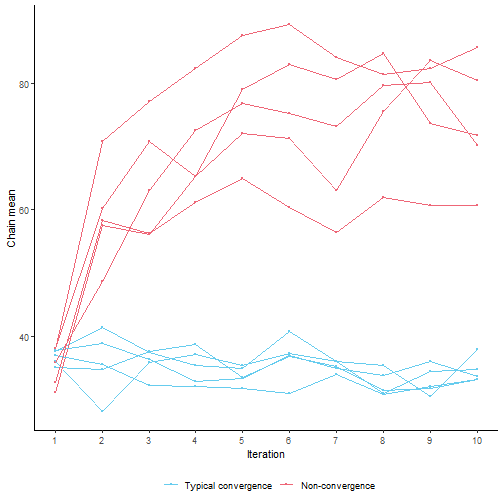 Chain mean
80
60
40
1 2 3 4 5 6 7 8 9 10
Iteration
Typical convergence Non-convergence